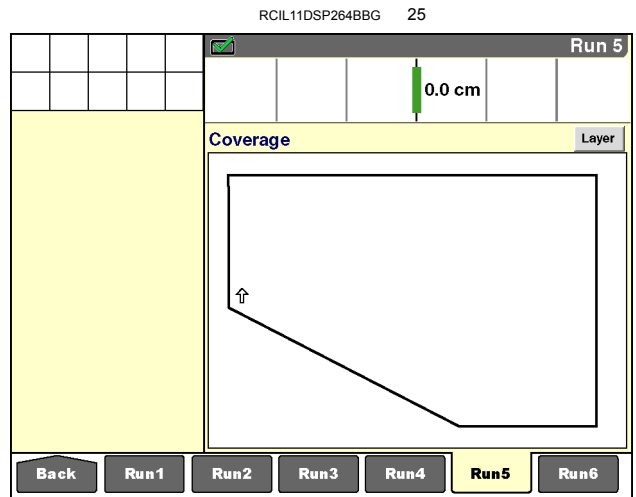 RCIL11DSP264BBG 25
Run 5
0.0 cm
Coverage Layer
Back Run1 Run2 Run3 Run4 Run5 Run6